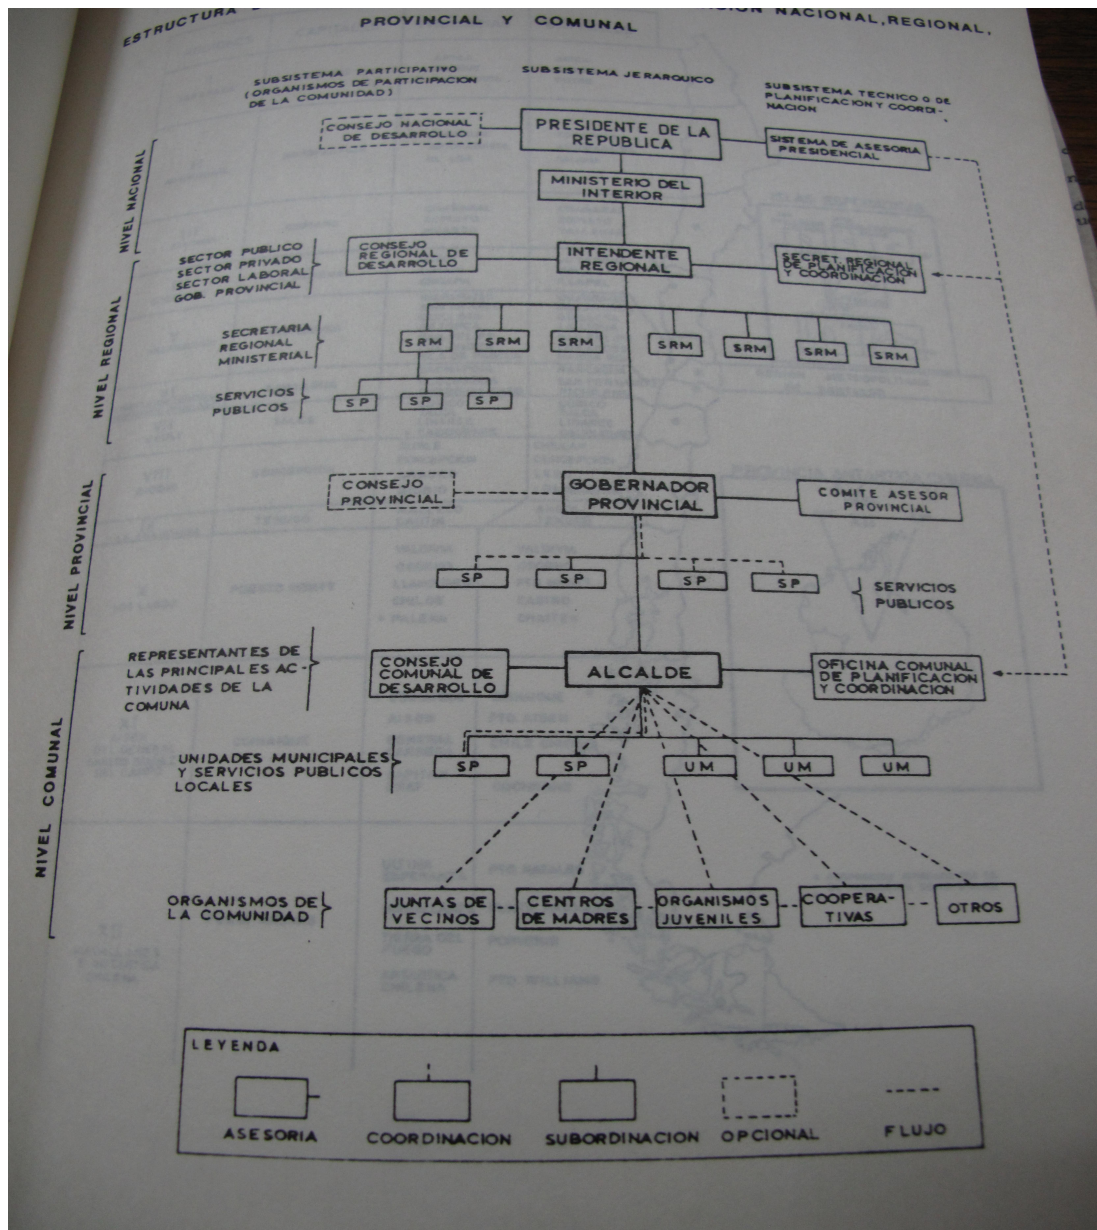 ESTRUCTURA
NACIONAL, REGIONAL,
PROVINCIAL Y COMUNAL
SUBSISTEMA PARTICIPATIVO
(ORGANISMOS DE PARTICIPACION
DE LA COMUNIDAD)
SUBSISTEMA JERARQUICO
SUBSISTEMA TECNICO O DE
PLANIFICACION Y COORDI-
NACION
NIVEL NACIONAL
CONSEJO NACIONAL
DE DESARROLLO
PRESIDENTE DE LA
REPUBLICA
SISTEMA DE ASESORIA
PRESIDENCIAL
MINISTERIO DEL
INTERIOR
NIVEL REGIONAL
SECTOR PUBLICO
SECTOR PRIVADO
SECTOR LABORAL
GOB. PROVINCIAL
CONSEJO
REGIONAL DE
DESARROLLO
INTENDENTE
REGIONAL
SECRET. REGIONAL
DE PLANIFICACION
Y COORDINACION
SECRETARIA
REGIONAL
MINISTERIAL
SRM SRM SRM SRM SRM SRM SRM
SERVICIOS
PUBLICOS
SP SP SP
NIVEL PROVINCIAL
CONSEJO
PROVINCIAL
GOBERNADOR
PROVINCIAL
COMITE ASESOR
PROVINCIAL
SP SP SP SP
SERVICIOS
PUBLICOS
NIVEL COMUNAL
REPRESENTANTES DE
LAS PRINCIPALES AC-
TIVIDADES DE LA
COMUNA
CONSEJO
COMUNAL DE
DESARROLLO
ALCALDE
OFICINA COMUNAL
DE PLANIFICACION
Y COORDINACION
UNIDADES MUNICIPALES
Y SERVICIOS PUBLICOS
LOCALES
SP SP UM UM UM
ORGANISMOS DE
LA COMUNIDAD
JUNTAS DE
VECINOS
CENTROS
DE MADRES
ORGANISMOS
JUVENILES
COOPERA-
TIVAS
OTROS
LEYENDA
ASESORIA
COORDINACION
SUBORDINACION
OPCIONAL
FLUJO